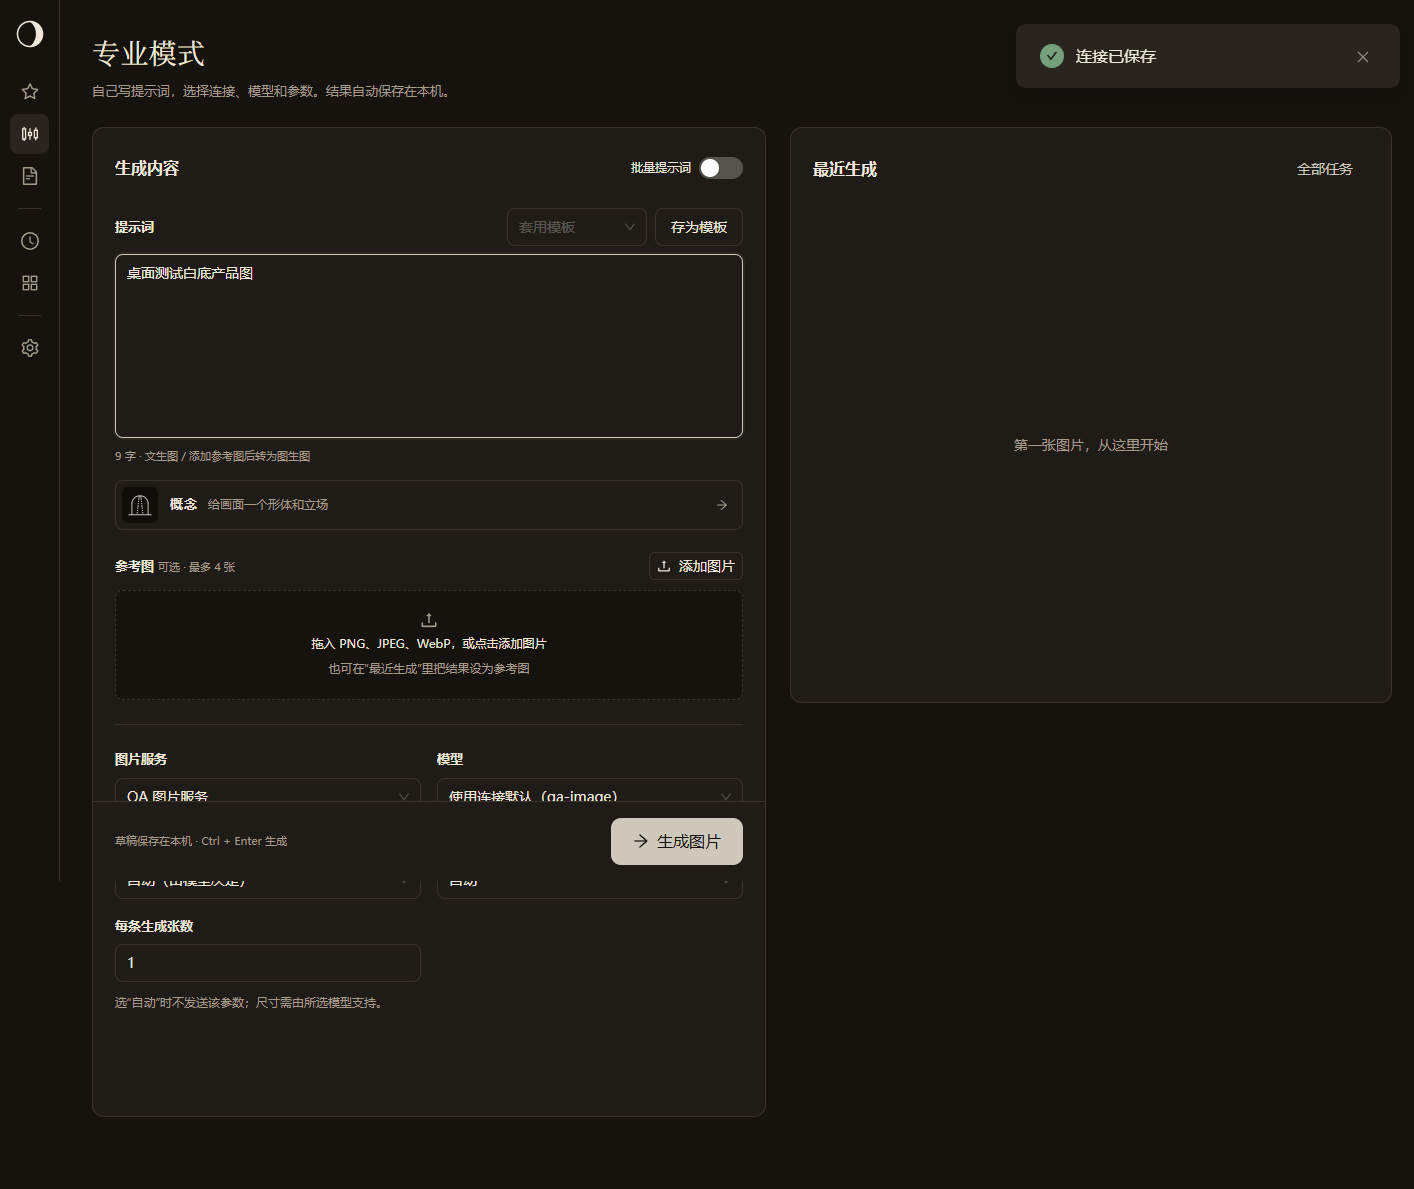 专业模式
自己写提示词，选择连接、模型和参数。结果自动保存在本机。
连接已保存
生成内容
批量提示词
提示词
套用模板
存为模板
桌面测试白底产品图
9 字 · 文生图 / 添加参考图后转为图生图
概念 给画面一个形体和立场
参考图 可选 · 最多 4 张
添加图片
拖入 PNG、JPEG、WebP，或点击添加图片
也可在“最近生成”里把结果设为参考图
图片服务
模型
QA 图片服务
使用连接默认（qa-image）
草稿保存在本机 · Ctrl + Enter 生成
生成图片
自动（由模型决定）
自动
每条生成张数
1
选“自动”时不发送该参数；尺寸需由所选模型支持。
最近生成
全部任务
第一张图片，从这里开始